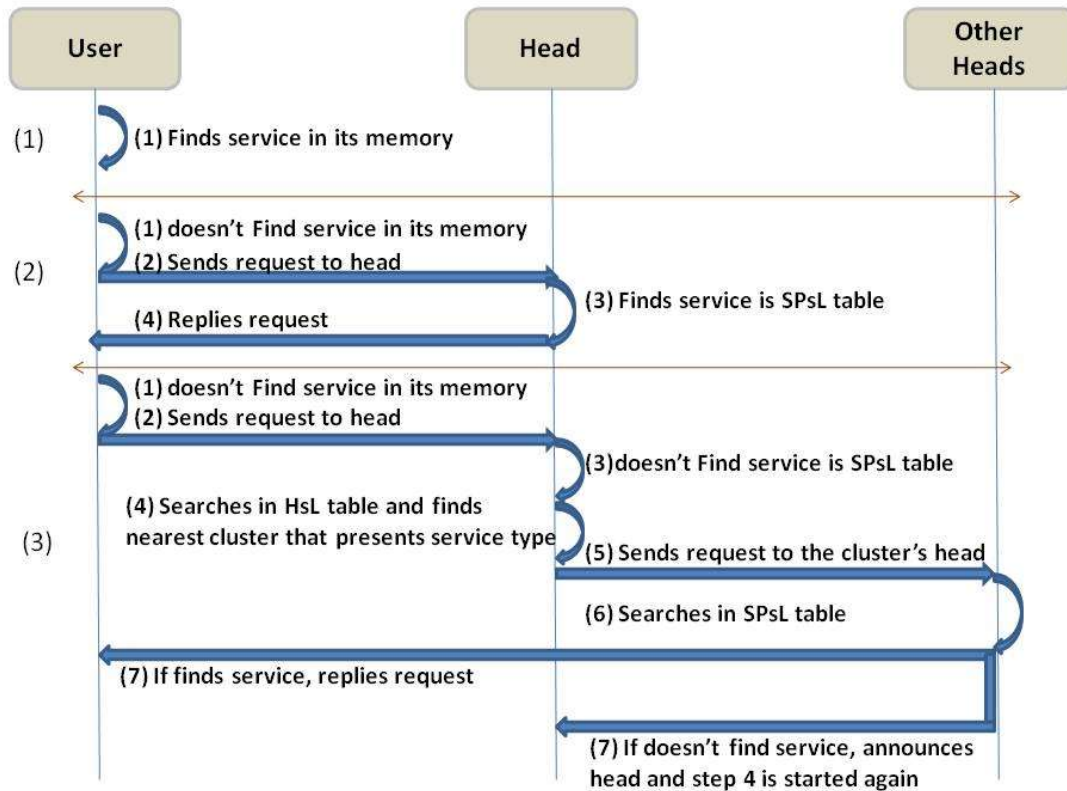 User
Head
Other
Heads
(1)
(1) Finds service in its memory
(2)
(1) doesn't Find service in its memory
(2) Sends request to head
(3) Finds service is SPsL table
(4) Replies request
(3)
(1) doesn't Find service in its memory
(2) Sends request to head
(3)doesn't Find service is SPsL table
(4) Searches in HsL table and finds
nearest cluster that presents service type
(5) Sends request to the cluster's head
(6) Searches in SPsL table
(7) If finds service, replies request
(7) If doesn't find service, announces
head and step 4 is started again